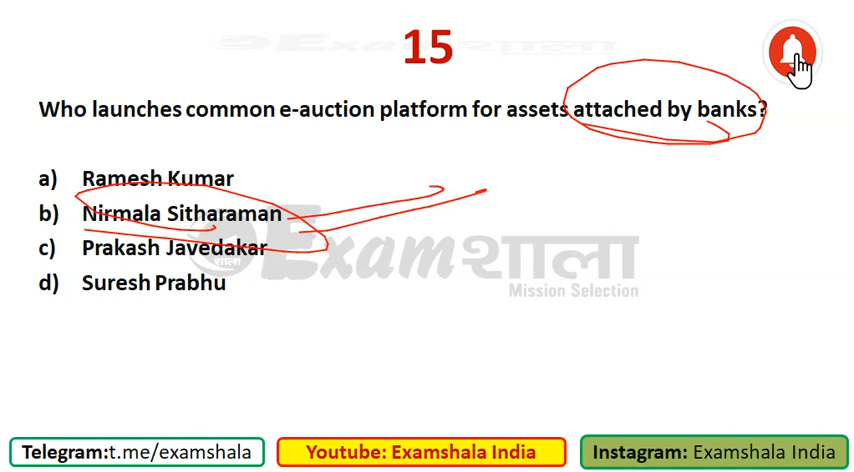 15
Who launches common e-auction platform for assets attached by banks?
a) Ramesh Kumar
b) Nirmala Sitharaman
c) Prakash Javedakar
d) Suresh Prabhu
Examशाला
शाला
Mission Selection
Telegram:t.me/examshala
Youtube: Examshala India
Instagram: Examshala India